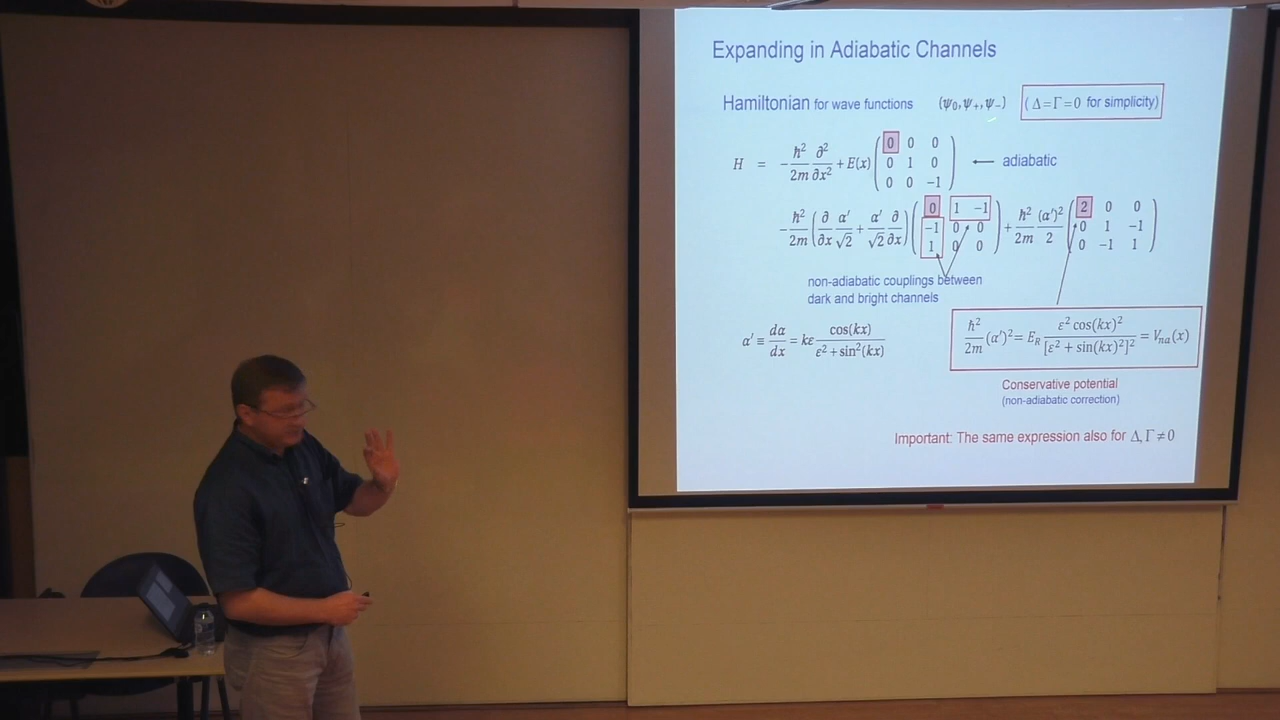 Expanding in Adiabatic Channels
Hamiltonian for wave functions (ψ₀,ψ₊,ψ₋) ( Δ=Γ=0 for simplicity)
H = - ħ²/2m ∂²/∂x² + E(x) ( 0 0 0 ; 0 1 0 ; 0 0 −1 ) ← adiabatic
- ħ²/2m ( ∂/∂x α'/√2 + α'/√2 ∂/∂x ) ( 0 1 −1 ; −1 0 0 ; 1 0 0 ) + ħ²/2m (α')²/2 ( 2 0 0 ; 0 1 −1 ; 0 −1 1 )
non-adiabatic couplings between
dark and bright channels
α' ≡ dα/dx = kε cos(kx)/(ε² + sin²(kx))
ħ²/2m (α')² = E_R ε² cos(kx)²/[ε² + sin(kx)²]² = V_na(x)
Conservative potential
(non-adiabatic correction)
Important: The same expression also for Δ, Γ ≠ 0